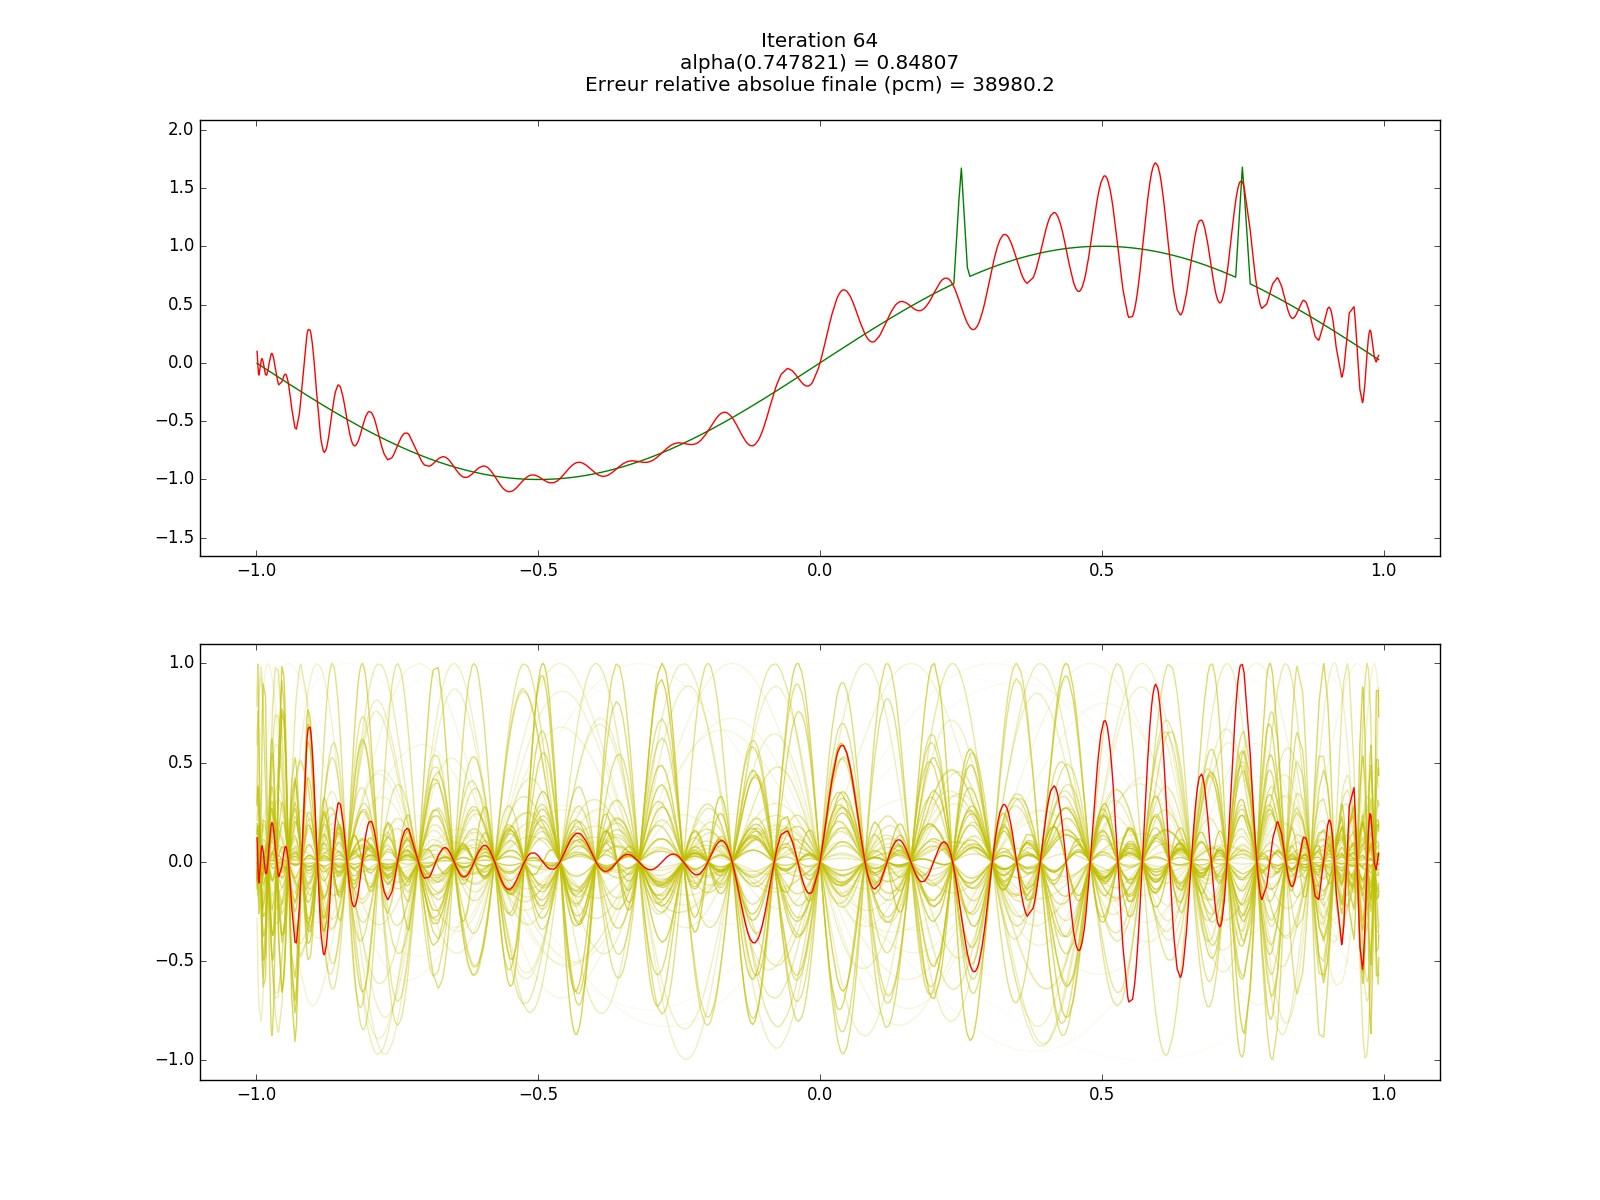 Iteration 64
alpha(0.747821) = 0.84807
Erreur relative absolue finale (pcm) = 38980.2
2.0
1.5
1.0
0.5
0.0
−0.5
−1.0
−1.5
−1.0 −0.5 0.0 0.5 1.0
1.0
0.5
0.0
−0.5
−1.0
−1.0 −0.5 0.0 0.5 1.0